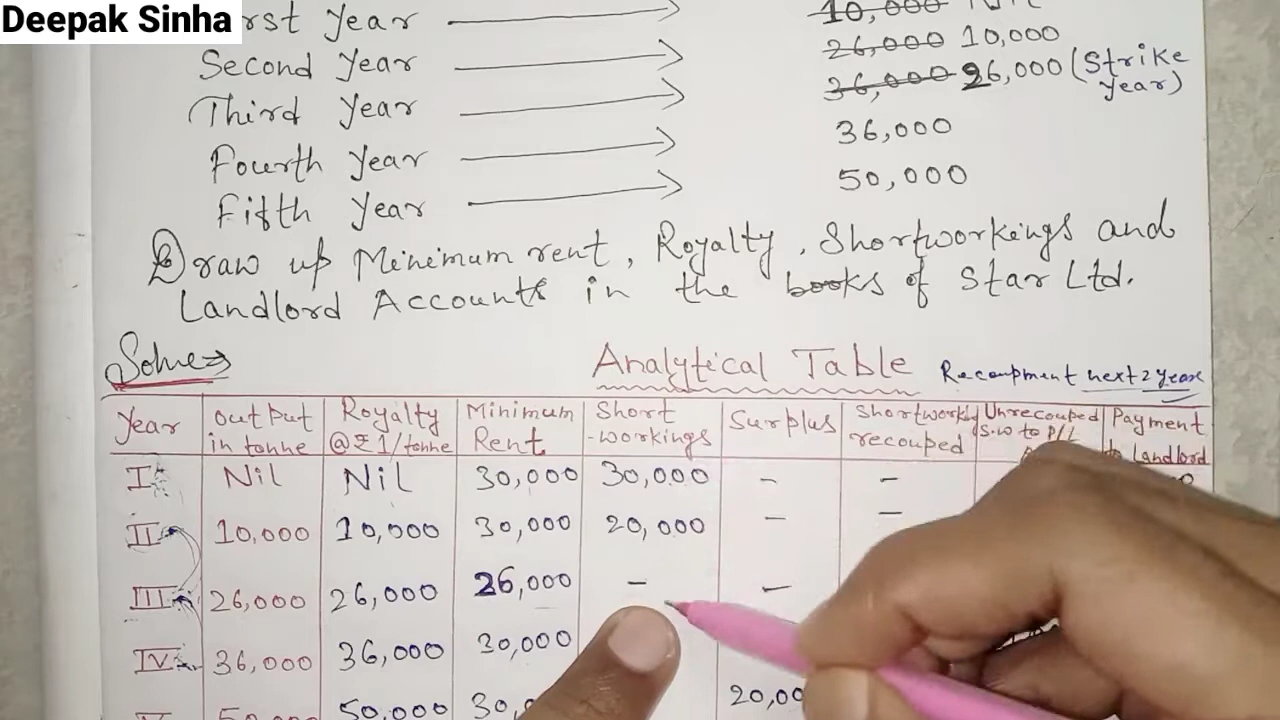 Deepak Sinha
rst Year 10,000 Nil
Second Year 26,000 10,000
Third Year 36,000 26,000 (Strike Year)
Fourth Year 36,000
Fifth Year 50,000
Draw up Minimum rent, Royalty, Shortworkings and
Landlord Accounts in the books of Star Ltd.
Solve Analytical Table Recoupment next 2 years
Year output in tonne Royalty @ ₹ 1/tonne Minimum Rent Short-workings Surplus Shortworking recouped Unrecouped S.W to P/L Payment to Landlord
I Nil Nil 30,000 30,000 - -
II 10,000 10,000 30,000 20,000 - -
III 26,000 26,000 26,000 - -
IV 36,000 36,000 30,000
50,000 20,00